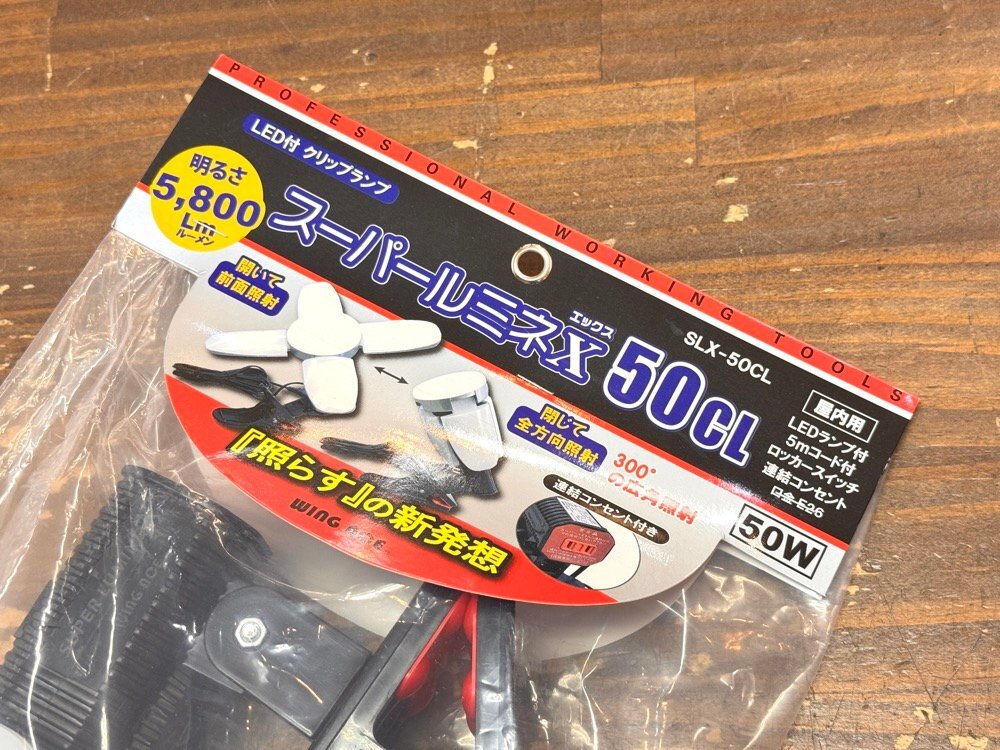 PROFESSIONAL WORKING TOOLS
LED付 クリップランプ
明るさ
5,800
Lm
ルーメン
スーパールミネX
エックス
50CL
SLX-50CL
開いて
前面照射
閉じて
全方向照射
300°
の広角照射
連結コンセント付き
『照らす』の新発想
WING ACE
屋内用
LEDランプ付
5mコード付
ロッカースイッチ
連結コンセント
口金E26
50W
SUPER
WING